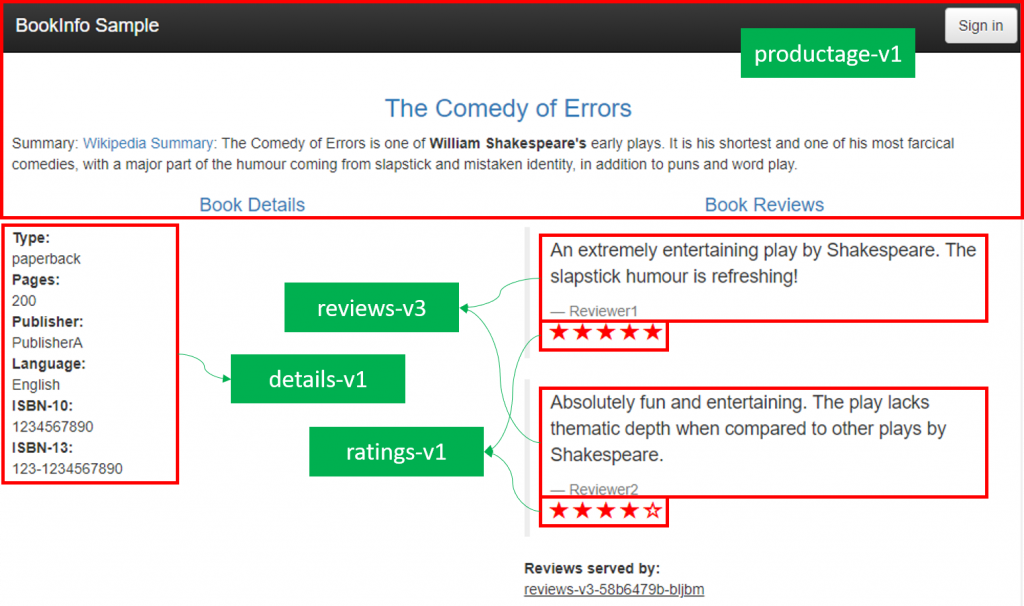 BookInfo Sample
Sign in
productage-v1
The Comedy of Errors
Summary: Wikipedia Summary: The Comedy of Errors is one of William Shakespeare's early plays. It is his shortest and one of his most farcical
comedies, with a major part of the humour coming from slapstick and mistaken identity, in addition to puns and word play.
Book Details
Book Reviews
Type:
paperback
Pages:
200
Publisher:
PublisherA
Language:
English
ISBN-10:
1234567890
ISBN-13:
123-1234567890
reviews-v3
details-v1
ratings-v1
An extremely entertaining play by Shakespeare. The
slapstick humour is refreshing!
— Reviewer1
Absolutely fun and entertaining. The play lacks
thematic depth when compared to other plays by
Shakespeare.
— Reviewer2
Reviews served by:
reviews-v3-58b6479b-bljbm